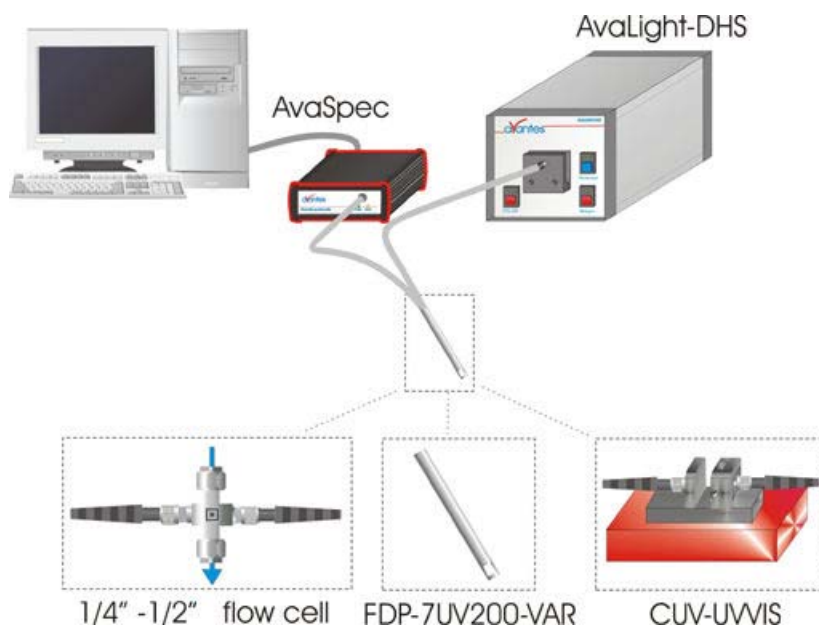 AvaLight-DHS
AvaSpec
avantes
avantes
1/4" -1/2" flow cell
FDP-7UV200-VAR
CUV-UVVIS